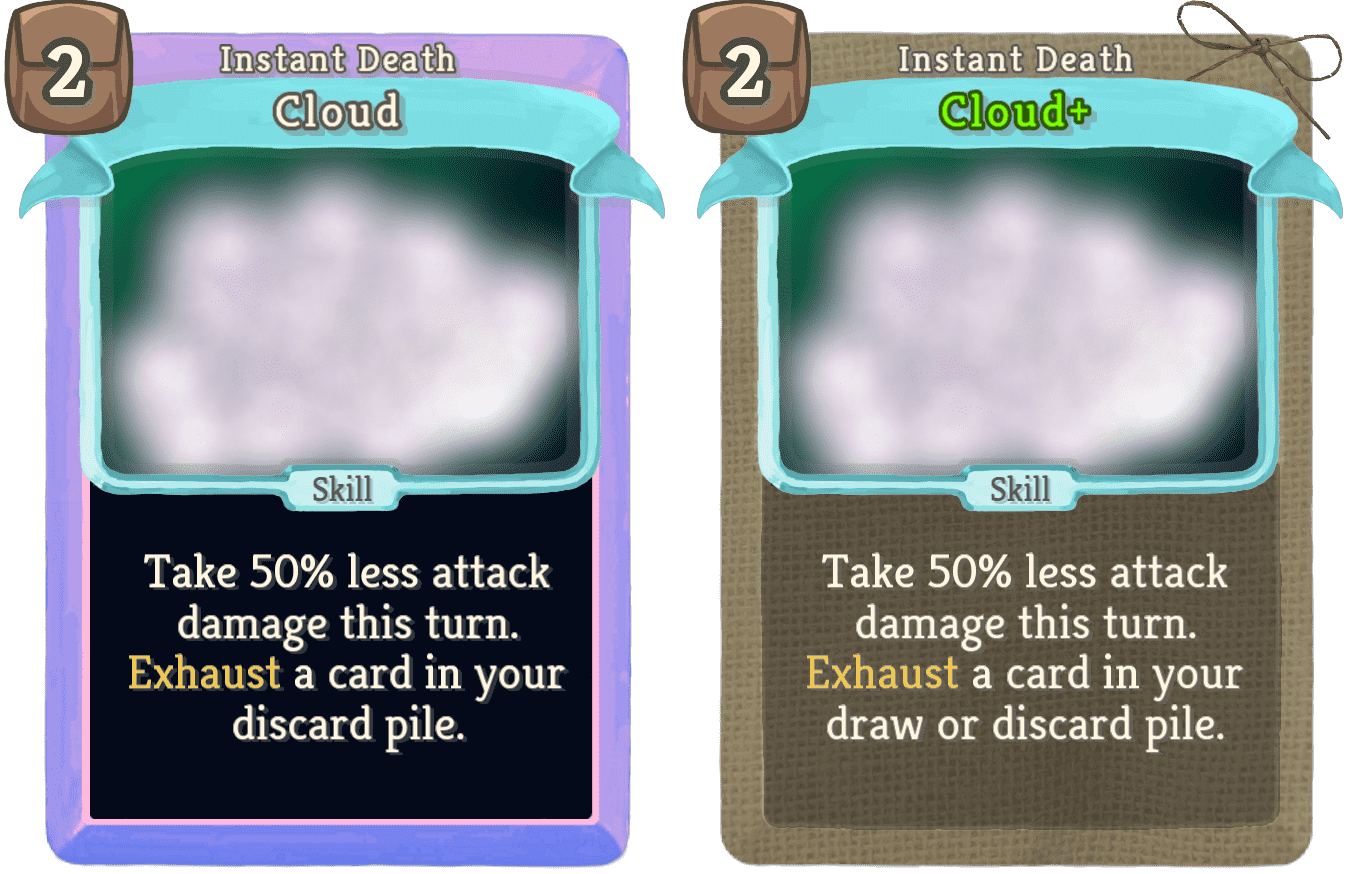 2
Instant Death
Cloud
Skill
Take 50% less attack
damage this turn.
Exhaust a card in your
discard pile.
2
Instant Death
Cloud+
Skill
Take 50% less attack
damage this turn.
Exhaust a card in your
draw or discard pile.